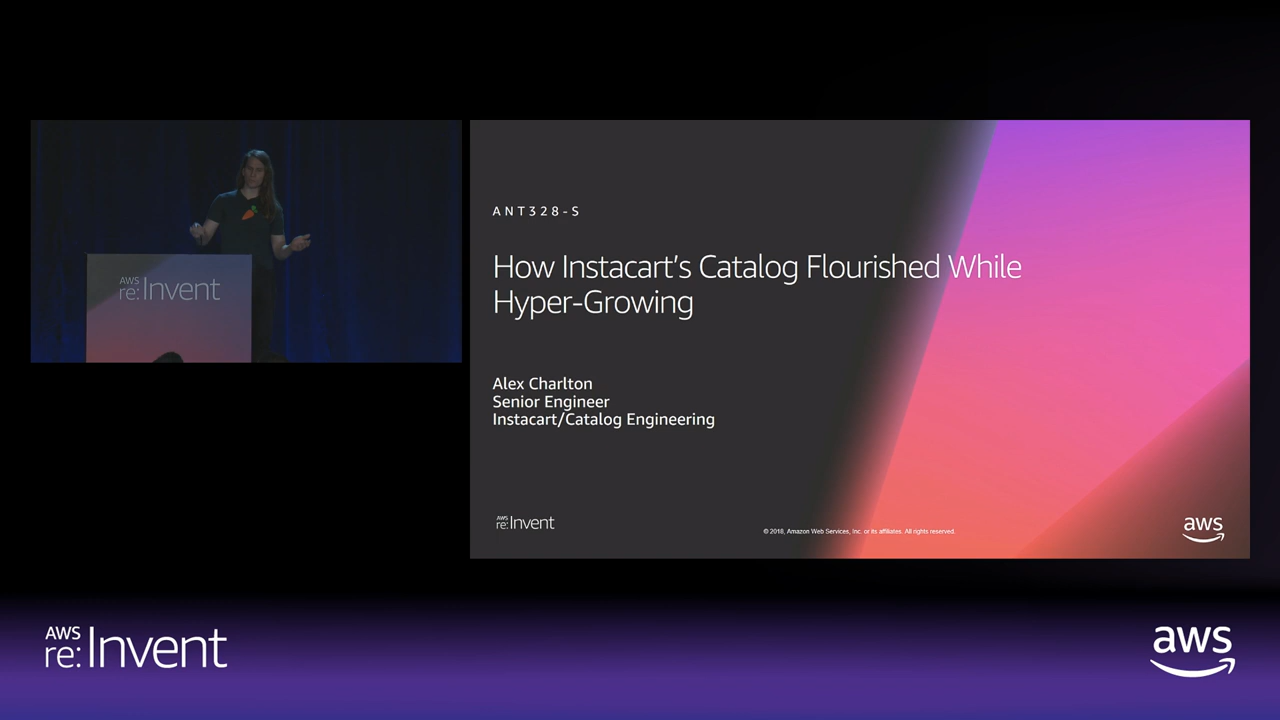 AWS
re:Invent
ANT328-S
How Instacart's Catalog Flourished While
Hyper-Growing
Alex Charlton
Senior Engineer
Instacart/Catalog Engineering
AWS
re:Invent
© 2018, Amazon Web Services, Inc. or its affiliates. All rights reserved.
aws
AWS
re:Invent
aws